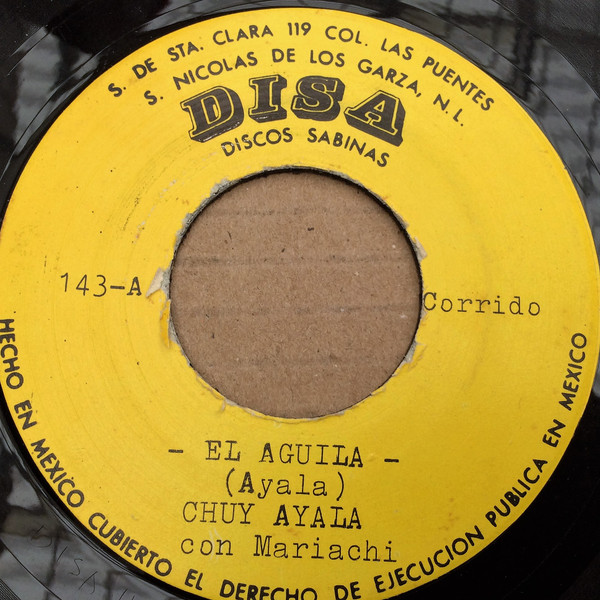 S. DE STA. CLARA 119 COL. LAS PUENTES
S. NICOLAS DE LOS GARZA, N.L.
DISA
DISCOS SABINAS
143-A
Corrido
- EL AGUILA -
(Ayala)
CHUY AYALA
con Mariachi
HECHO EN MEXICO CUBIERTO EL DERECHO DE EJECUCION PUBLICA EN MEXICO